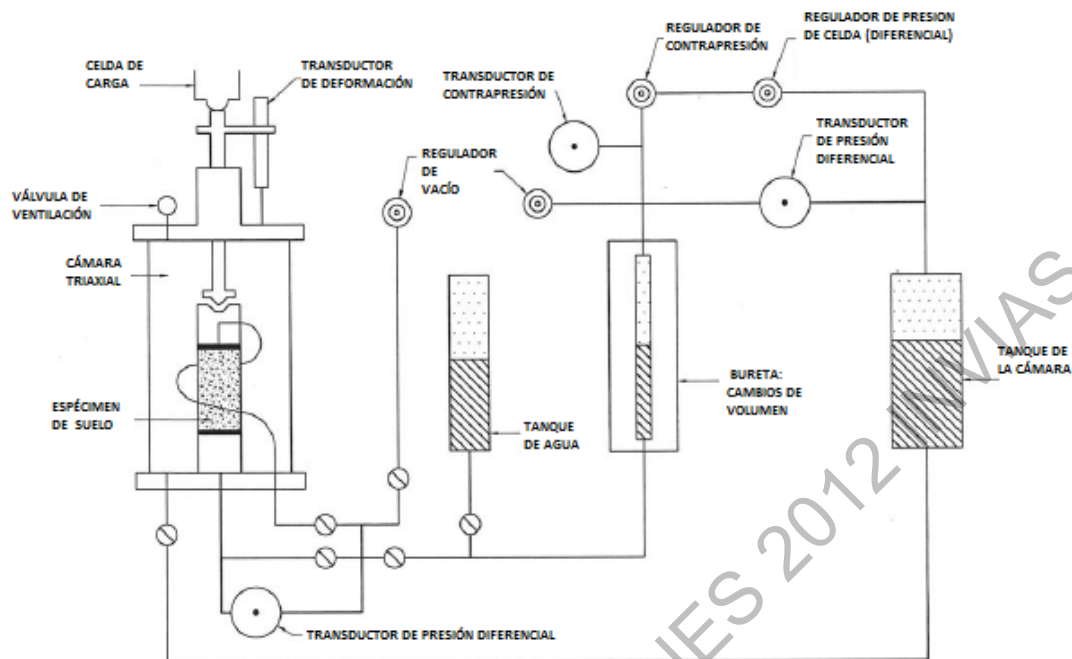 CELDA DE
CARGA
TRANSDUCTOR
DE DEFORMACIÓN
TRANSDUCTOR DE
CONTRAPRESIÓN
REGULADOR DE
CONTRAPRESIÓN
REGULADOR DE PRESION
DE CELDA (DIFERENCIAL)
TRANSDUCTOR
DE PRESIÓN
DIFERENCIAL
REGULADOR
DE
VACÍO
VÁLVULA DE
VENTILACIÓN
CÁMARA
TRIAXIAL
ESPÉCIMEN
DE SUELO
TANQUE
DE AGUA
BURETA:
CAMBIOS DE
VOLUMEN
TANQUE DE
LA CÁMARA
TRANSDUCTOR DE PRESIÓN DIFERENCIAL
NES 2012 INVIAS